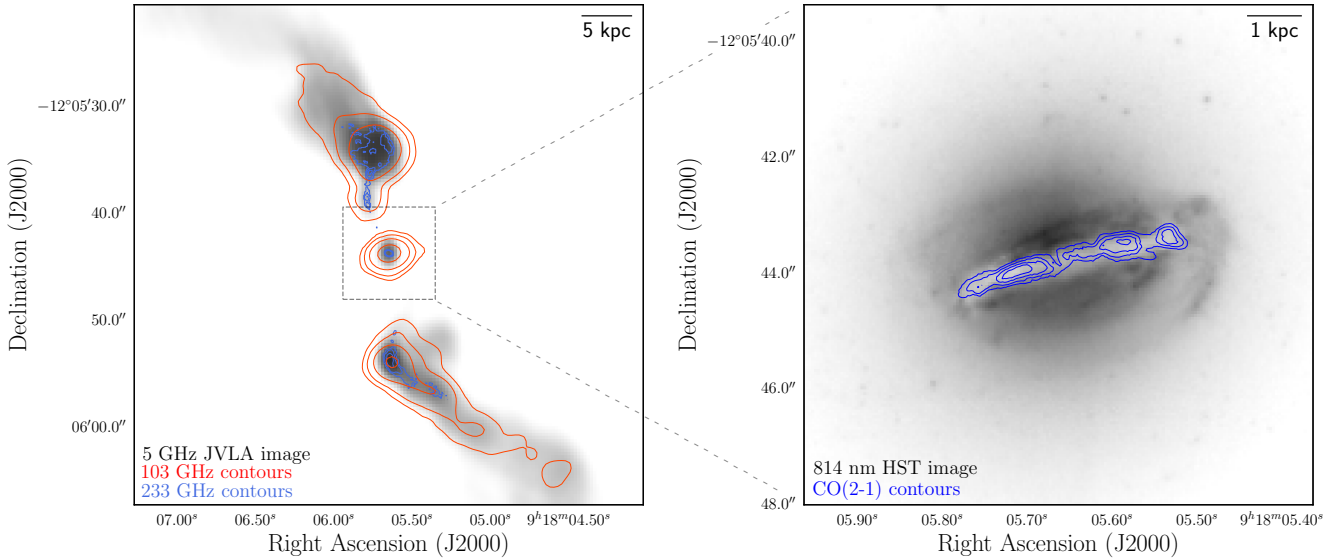 5 kpc
−12°05′30.0″
40.0″
50.0″
06′00.0″
Declination (J2000)
5 GHz JVLA image
103 GHz contours
233 GHz contours
07.00ˢ 06.50ˢ 06.00ˢ 05.50ˢ 05.00ˢ 9ʰ18ᵐ04.50ˢ
Right Ascension (J2000)
1 kpc
−12°05′40.0″
42.0″
44.0″
46.0″
48.0″
Declination (J2000)
814 nm HST image
CO(2-1) contours
05.90ˢ 05.80ˢ 05.70ˢ 05.60ˢ 05.50ˢ 9ʰ18ᵐ05.40ˢ
Right Ascension (J2000)